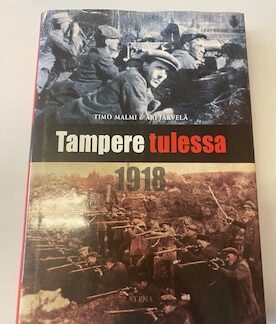 TIMO MALMI & ARI JÄRVELÄ
Tampere tulessa
1918
ATENA